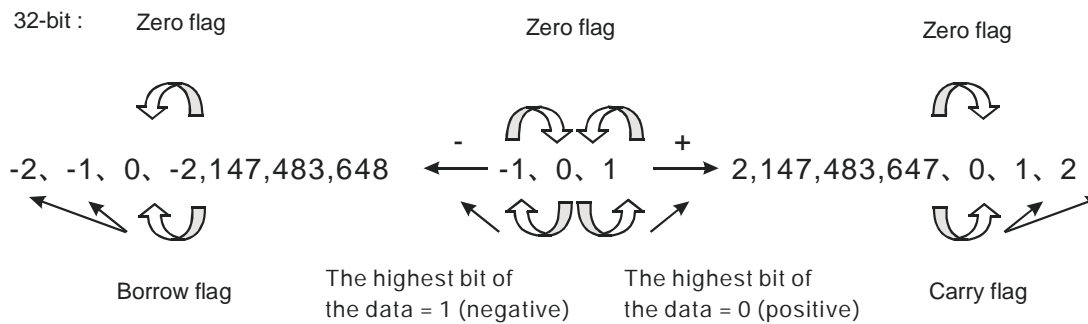 32-bit : Zero flag Zero flag Zero flag
- +
-2、-1、0、-2,147,483,648 -1、0、1 2,147,483,647、0、1、2
Borrow flag The highest bit of the data = 1 (negative) The highest bit of the data = 0 (positive) Carry flag